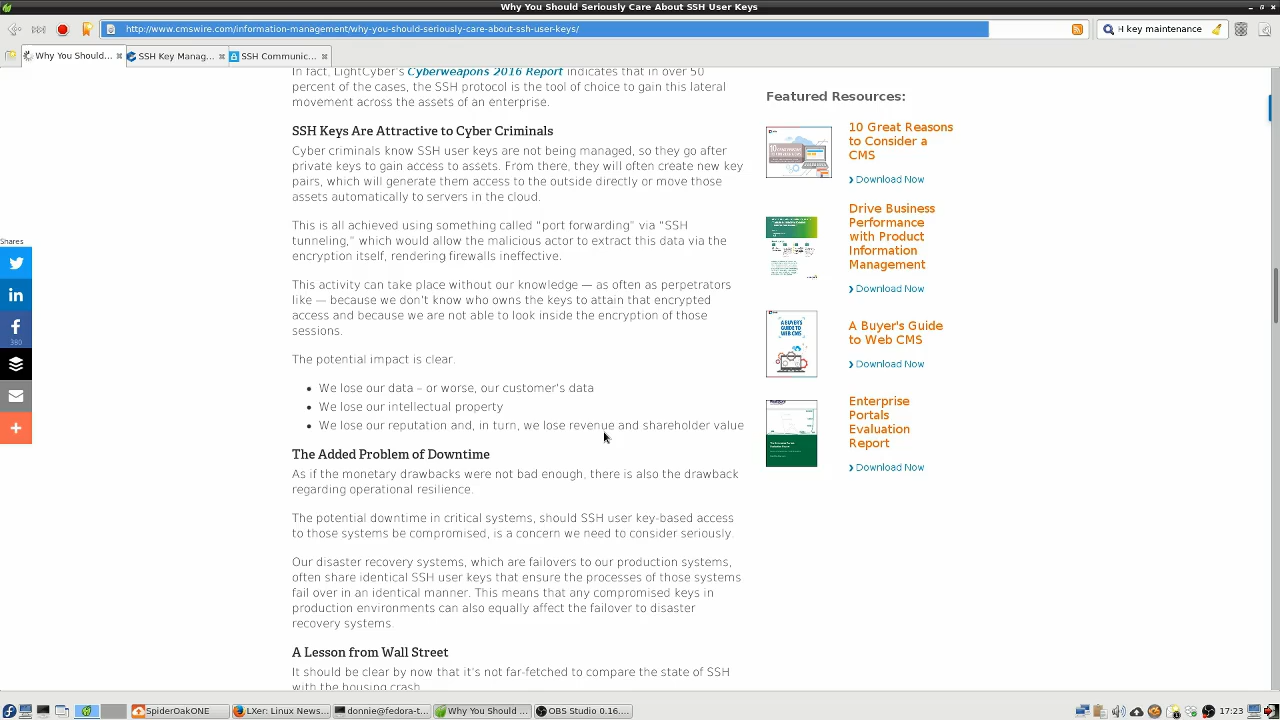 Why You Should Seriously Care About SSH User Keys
http://www.cmswire.com/information-management/why-you-should-seriously-care-about-ssh-user-keys/
H key maintenance
Why You Should...
SSH Key Manag...
SSH Communic...
In fact, LightCyber's Cyberweapons 2016 Report indicates that in over 50
percent of the cases, the SSH protocol is the tool of choice to gain this lateral
movement across the assets of an enterprise.
SSH Keys Are Attractive to Cyber Criminals
Cyber criminals know SSH user keys are not being managed, so they go after
private keys to gain access to assets. From there, they will often create new key
pairs, which will generate them access to the outside directly or move those
assets automatically to servers in the cloud.
This is all achieved using something called "port forwarding" via "SSH
tunneling," which would allow the malicious actor to extract this data via the
encryption itself, rendering firewalls ineffective.
This activity can take place without our knowledge — as often as perpetrators
like — because we don't know who owns the keys to attain that encrypted
access and because we are not able to look inside the encryption of those
sessions.
The potential impact is clear.
• We lose our data – or worse, our customer's data
• We lose our intellectual property
• We lose our reputation and, in turn, we lose revenue and shareholder value
The Added Problem of Downtime
As if the monetary drawbacks were not bad enough, there is also the drawback
regarding operational resilience.
The potential downtime in critical systems, should SSH user key-based access
to those systems be compromised, is a concern we need to consider seriously
Our disaster recovery systems, which are failovers to our production systems,
often share identical SSH user keys that ensure the processes of those systems
fail over in an identical manner. This means that any compromised keys in
production environments can also equally affect the failover to disaster
recovery systems.
A Lesson from Wall Street
It should be clear by now that it's not far-fetched to compare the state of SSH
with the housing crash
Shares
380
Featured Resources:
10 Great Reasons
to Consider a
CMS
Download Now
Drive Business
Performance
with Product
Information
Management
Download Now
A BUYER'S
GUIDE TO
WEB CMS
A Buyer's Guide
to Web CMS
Download Now
Enterprise
Portals
Evaluation
Report
Download Now
SpiderOakONE
LXer: Linux News...
donnie@fedora-t...
Why You Should ...
OBS Studio 0.16....
17:23